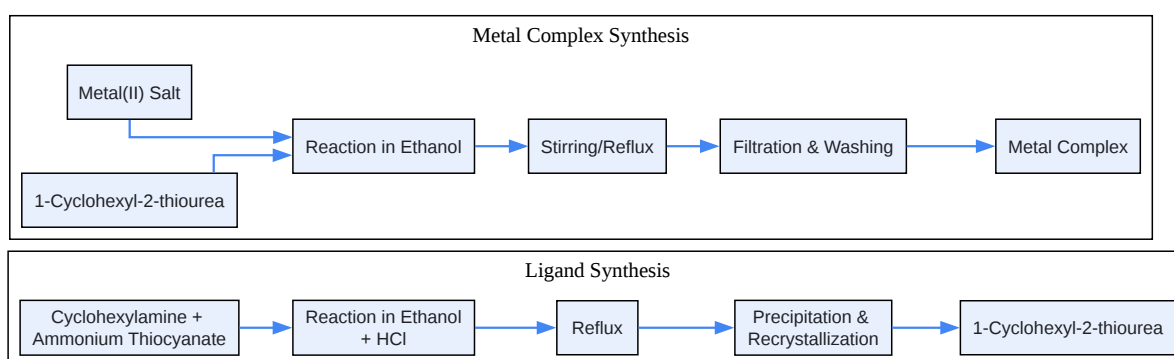 Metal Complex Synthesis
Metal(II) Salt
Reaction in Ethanol
Stirring/Reflux
Filtration & Washing
Metal Complex
1-Cyclohexyl-2-thiourea
Ligand Synthesis
Cyclohexylamine +
Ammonium Thiocyanate
Reaction in Ethanol
+ HCl
Reflux
Precipitation &
Recrystallization
1-Cyclohexyl-2-thiourea